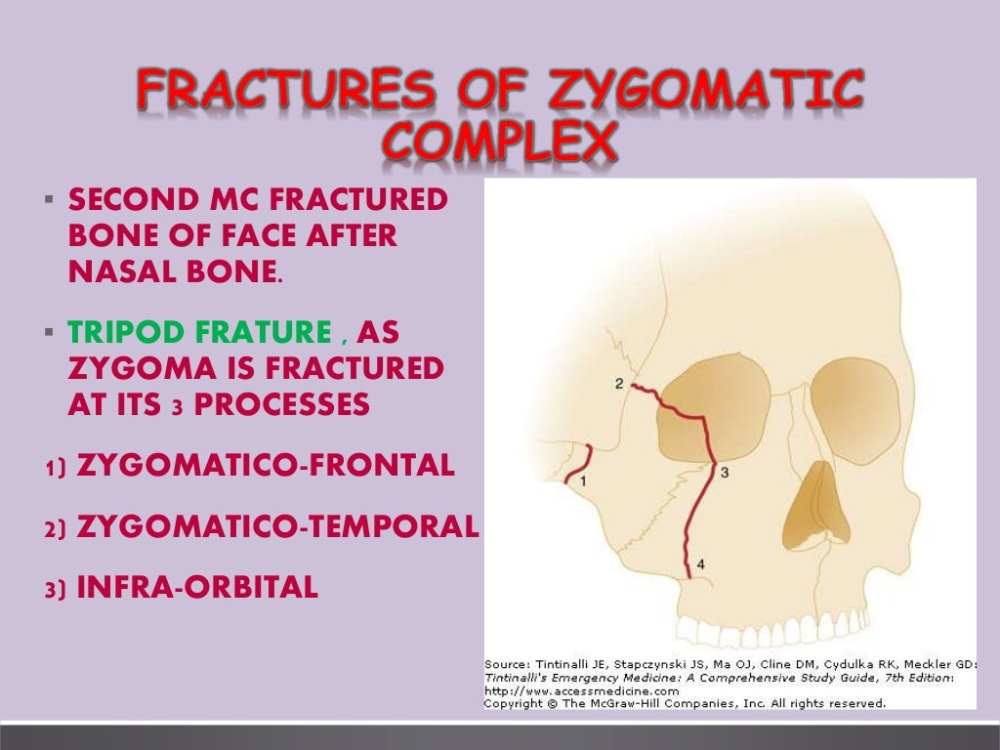 FRACTURES OF ZYGOMATIC
COMPLEX
▪ SECOND MC FRACTURED
BONE OF FACE AFTER
NASAL BONE.
▪ TRIPOD FRATURE , AS
ZYGOMA IS FRACTURED
AT ITS 3 PROCESSES
1) ZYGOMATICO-FRONTAL
2) ZYGOMATICO-TEMPORAL
3) INFRA-ORBITAL
2
1
3
4
Source: Tintinalli JE, Stapczynski JS, Ma OJ, Cline DM, Cydulka RK, Meckler GD:
Tintinalli's Emergency Medicine: A Comprehensive Study Guide, 7th Edition:
http://www.accessmedicine.com
Copyright © The McGraw-Hill Companies, Inc. All rights reserved.